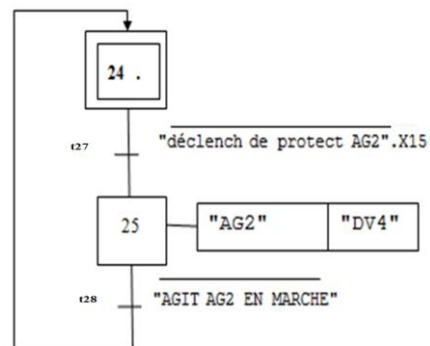 24 .
t27 "déclench de protect AG2".X15
25 "AG2" "DV4"
t28 "AGIT AG2 EN MARCHE"